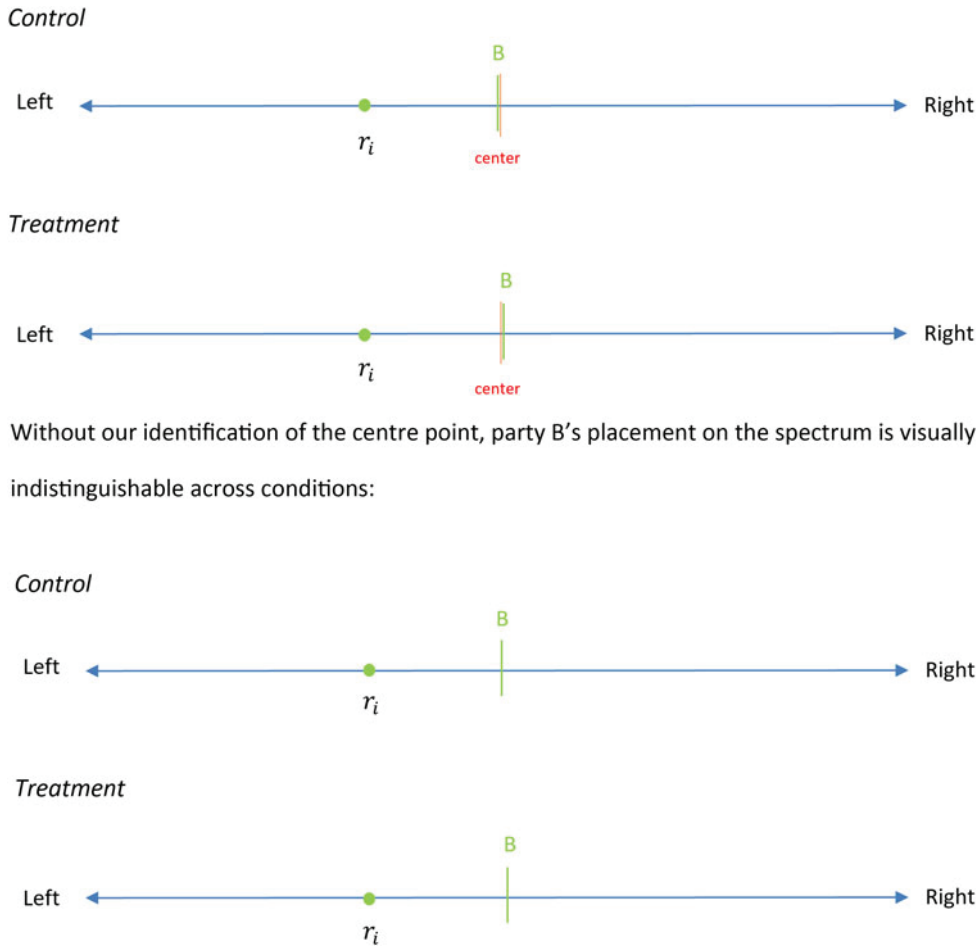 Control
B
Left
Right
r_i
center
Treatment
B
Left
Right
r_i
center
Without our identification of the centre point, party B's placement on the spectrum is visually
indistinguishable across conditions:
Control
B
Left
Right
r_i
Treatment
B
Left
Right
r_i